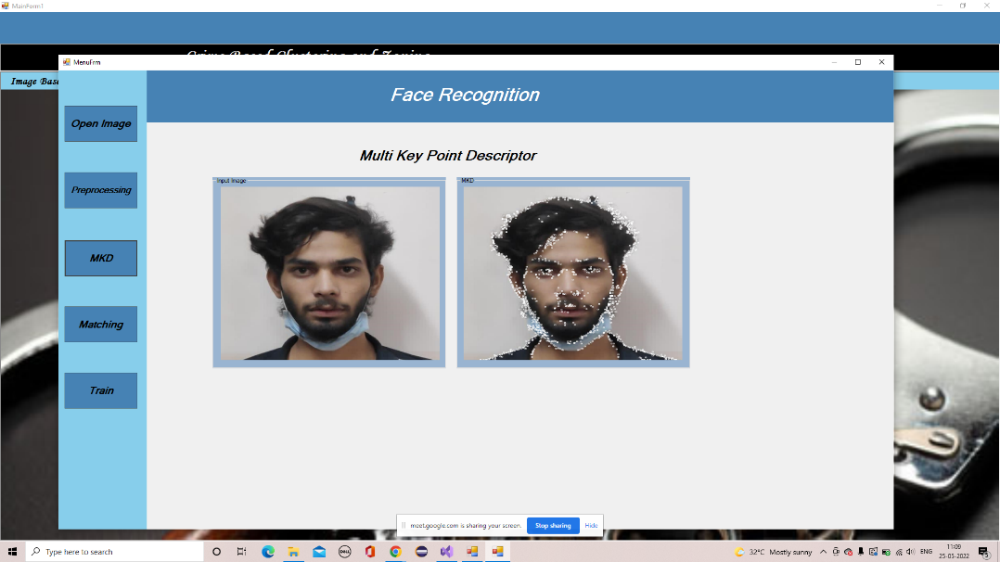 MainForm1
Crime Based Clustering and Zoning
MenuFrm
Image Base
Face Recognition
Open Image
Preprocessing
MKD
Matching
Train
Multi Key Point Descriptor
Input Image
MKD
meet.google.com is sharing your screen.
Stop sharing
Hide
Type here to search
DELL
32°C Mostly sunny
ENG
11:09
25-05-2022